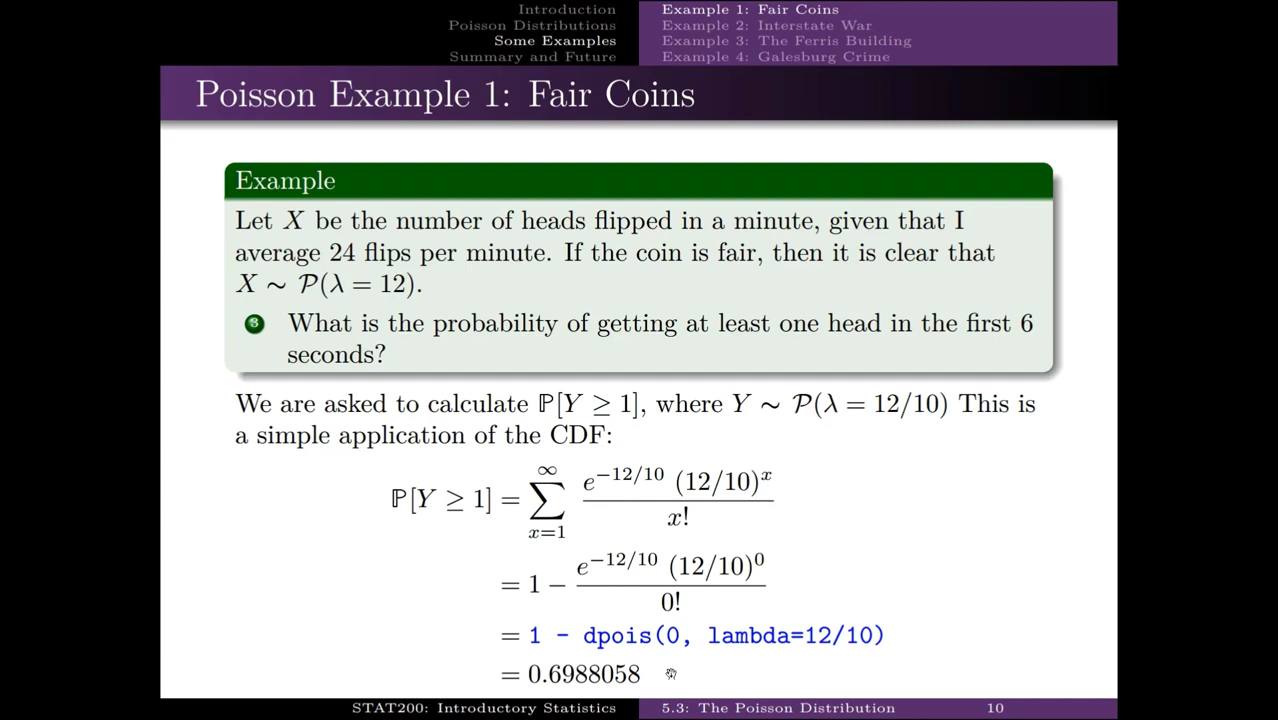 Introduction
Poisson Distributions
Some Examples
Summary and Future
Example 1: Fair Coins
Example 2: Interstate War
Example 3: The Ferris Building
Example 4: Galesburg Crime
Poisson Example 1: Fair Coins
Example
Let X be the number of heads flipped in a minute, given that I
average 24 flips per minute. If the coin is fair, then it is clear that
X ∼ 𝒫(λ = 12).
3 What is the probability of getting at least one head in the first 6
seconds?
We are asked to calculate ℙ[Y ≥ 1], where Y ∼ 𝒫(λ = 12/10) This is
a simple application of the CDF:
ℙ[Y ≥ 1] = ∑_{x=1}^{∞} e^{−12/10} (12/10)^x / x!
= 1 − e^{−12/10} (12/10)^0 / 0!
= 1 - dpois(0, lambda=12/10)
= 0.6988058
STAT200: Introductory Statistics
5.3: The Poisson Distribution
10